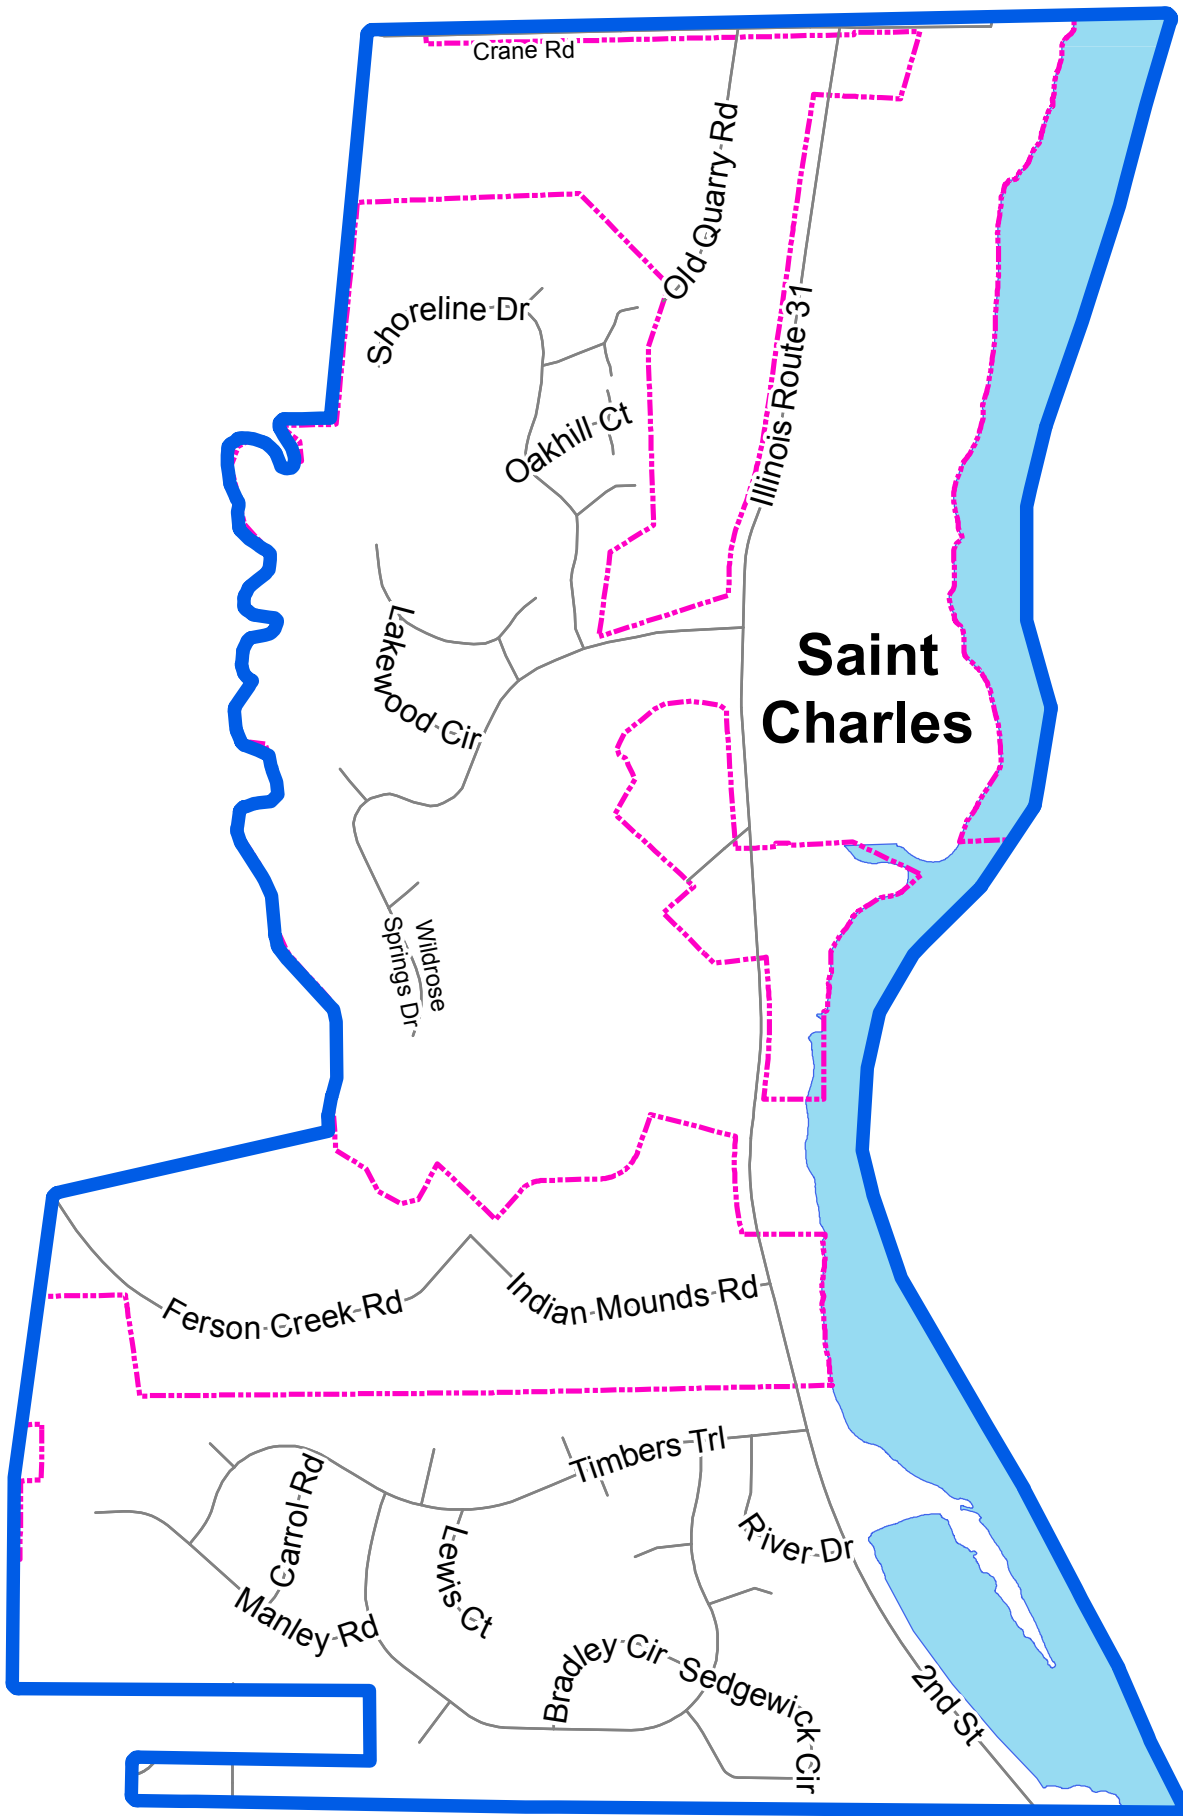 Crane Rd
Old Quarry Rd
Shoreline Dr
Illinois Route 31
Oakhill Ct
Lakewood Cir
Saint
Charles
Wildrose
Springs Dr
Ferson Creek Rd
Indian Mounds Rd
Timbers Trl
Carrol Rd
River Dr
Lewis Ct
Manley Rd
Bradley Cir
Sedgewick Cir
2nd St